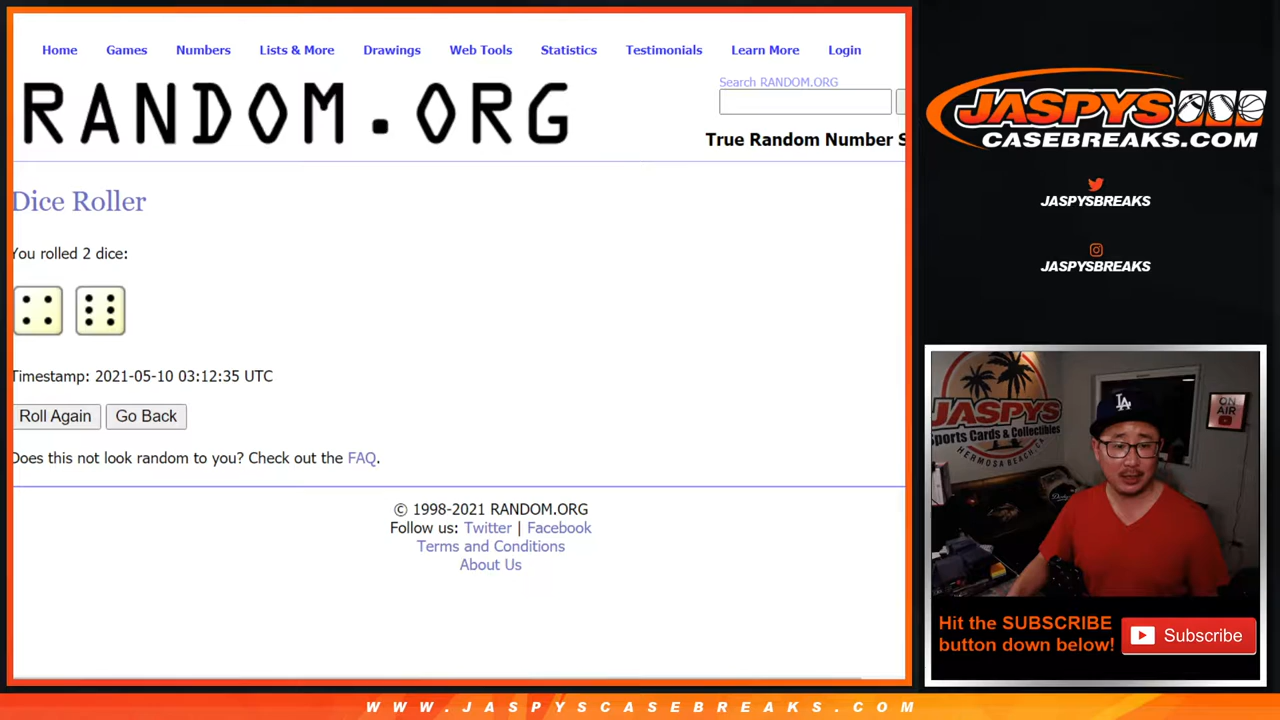 Home Games Numbers Lists & More Drawings Web Tools Statistics Testimonials Learn More Login
RANDOM.ORG
Search RANDOM.ORG
True Random Number S
Dice Roller
You rolled 2 dice:
Timestamp: 2021-05-10 03:12:35 UTC
Roll Again Go Back
Does this not look random to you? Check out the FAQ.
© 1998-2021 RANDOM.ORG
Follow us: Twitter | Facebook
Terms and Conditions
About Us
JASPYS
CASEBREAKS.COM
JASPYSBREAKS
JASPYSBREAKS
JASPYS
Sports Cards & Collectibles
HERMOSA BEACH, CA
ON
AIR
LA
Hit the SUBSCRIBE
button down below!
Subscribe
WWW.JASPYSCASEBREAKS.COM